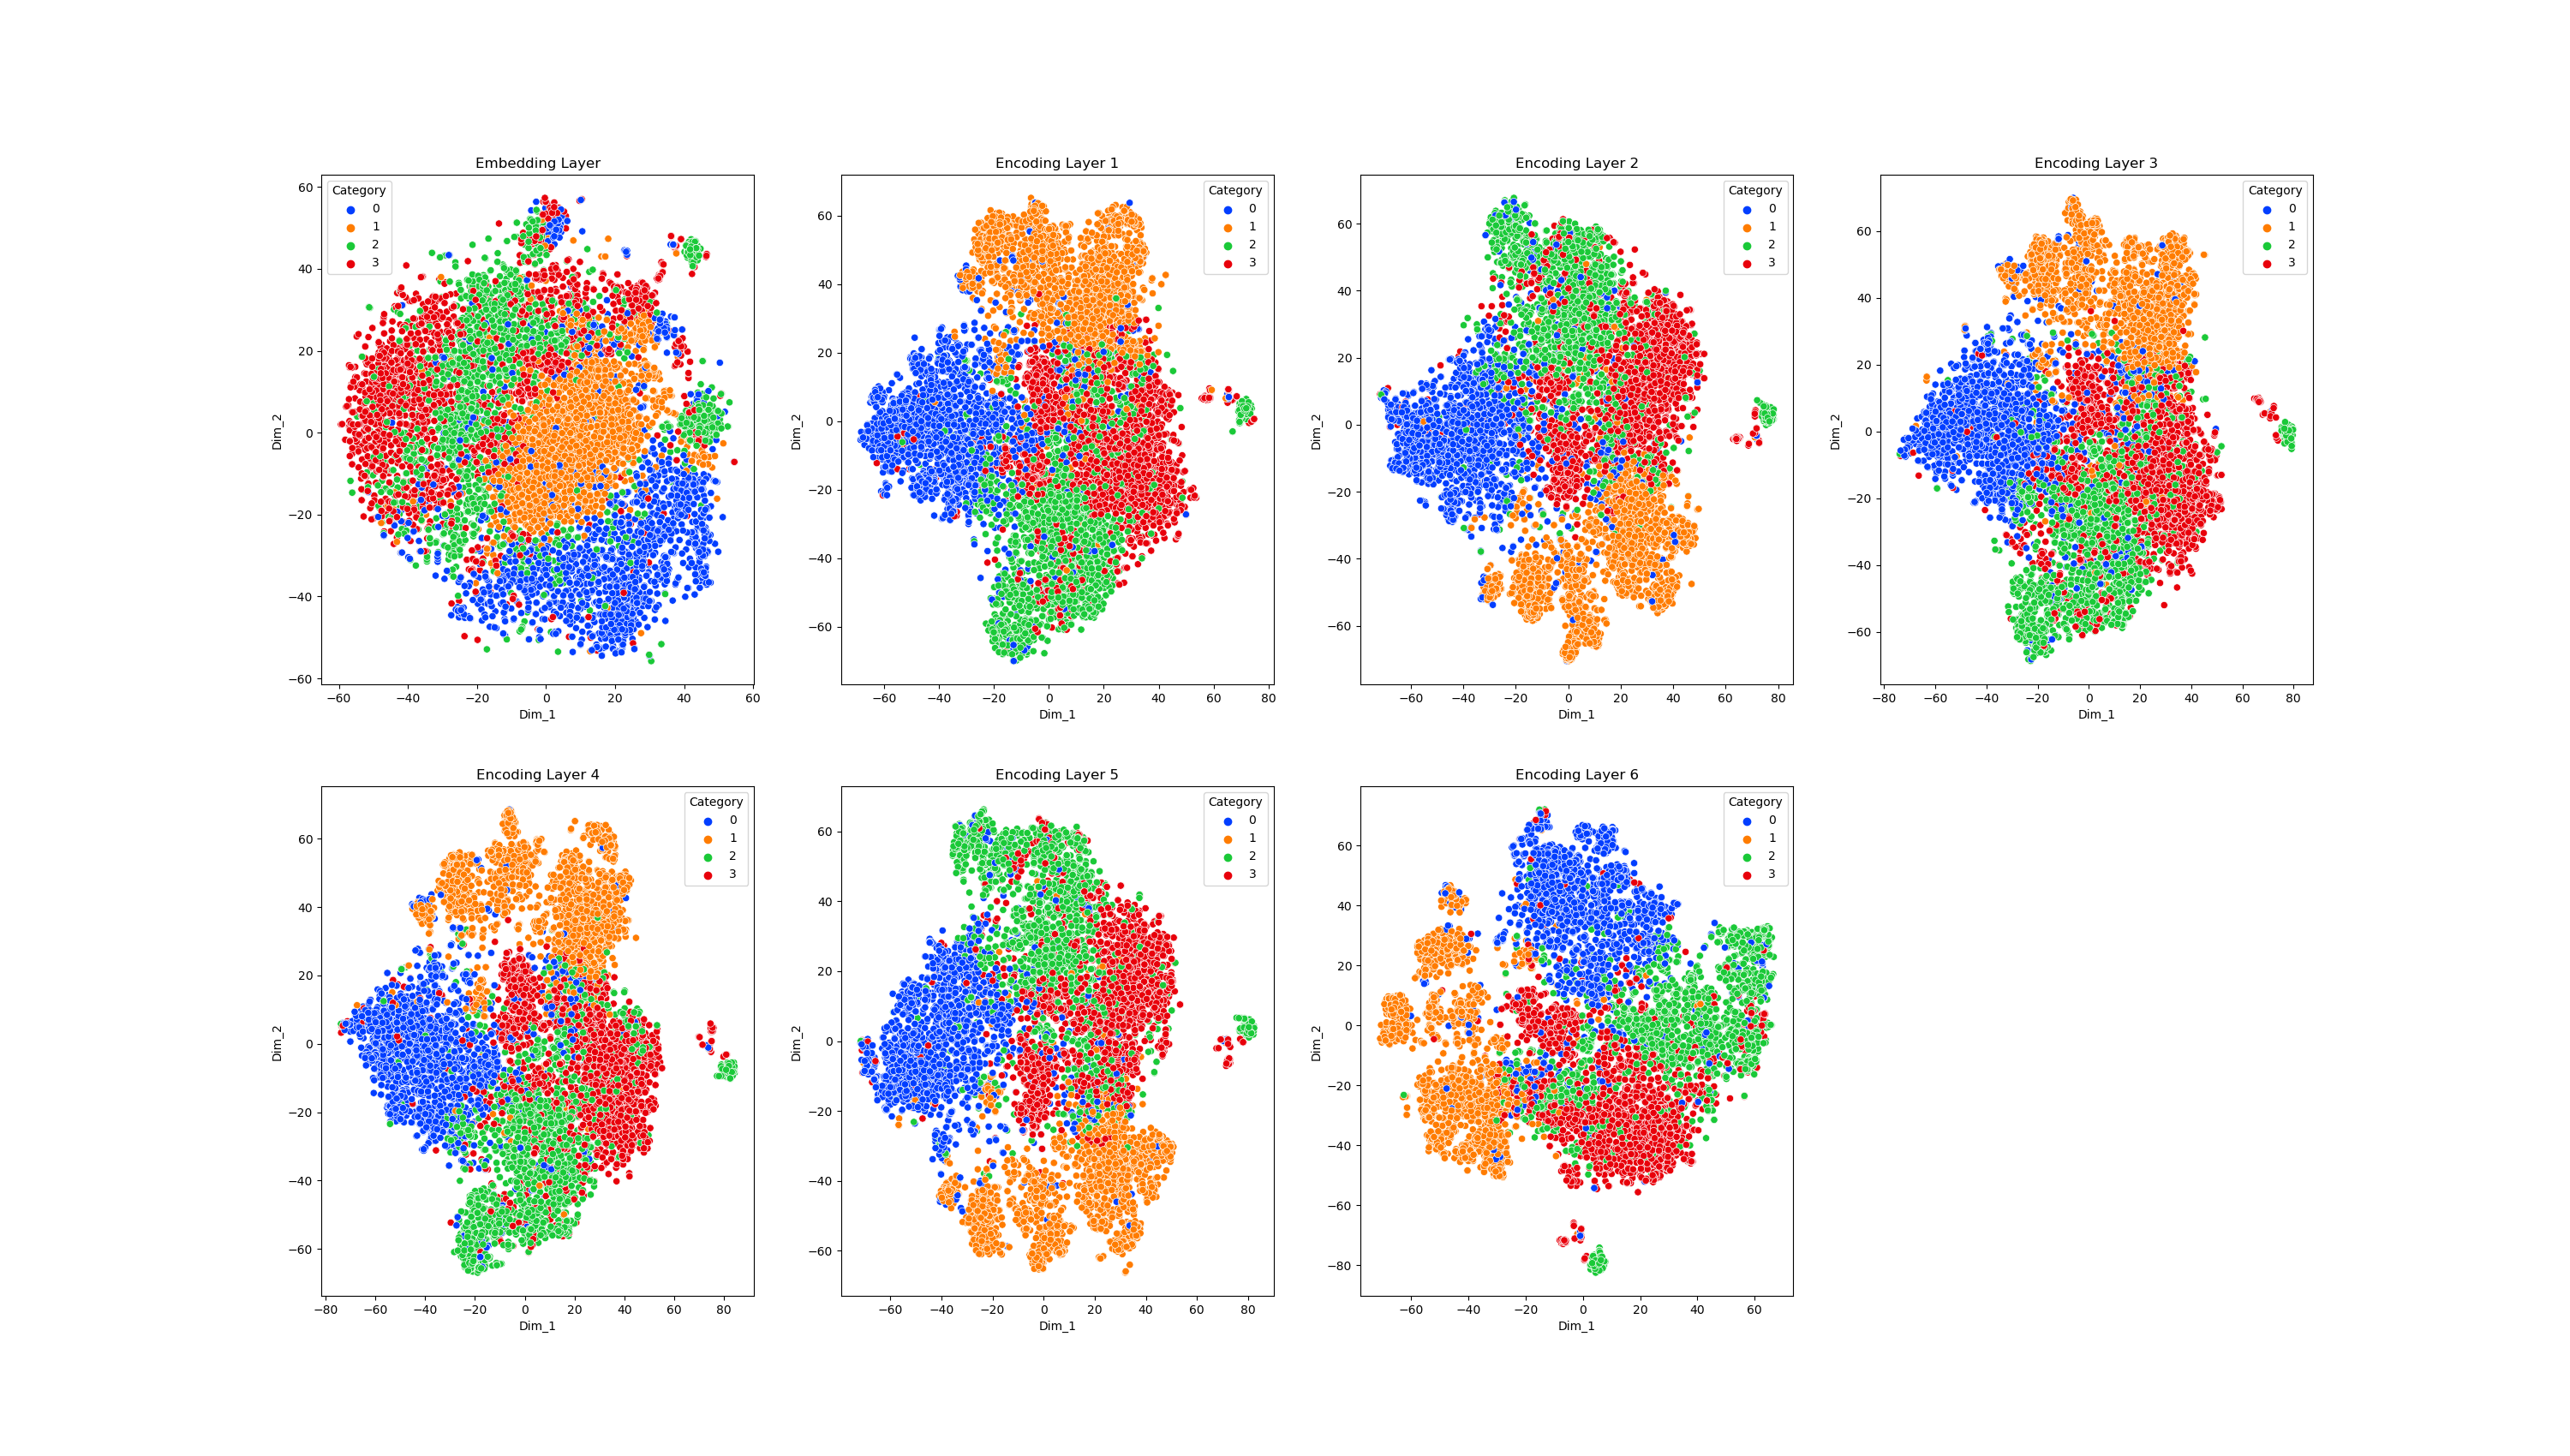 Embedding Layer
Category
0
1
2
3
60
40
20
0
−20
−40
−60
Dim_2
−60 −40 −20 0 20 40 60
Dim_1
Encoding Layer 1
Category
0
1
2
3
60
40
20
0
−20
−40
−60
Dim_2
−60 −40 −20 0 20 40 60 80
Dim_1
Encoding Layer 2
Category
0
1
2
3
60
40
20
0
−20
−40
−60
Dim_2
−60 −40 −20 0 20 40 60 80
Dim_1
Encoding Layer 3
Category
0
1
2
3
60
40
20
0
−20
−40
−60
Dim_2
−80 −60 −40 −20 0 20 40 60 80
Dim_1
Encoding Layer 4
Category
0
1
2
3
60
40
20
0
−20
−40
−60
Dim_2
−80 −60 −40 −20 0 20 40 60 80
Dim_1
Encoding Layer 5
Category
0
1
2
3
60
40
20
0
−20
−40
−60
Dim_2
−60 −40 −20 0 20 40 60 80
Dim_1
Encoding Layer 6
Category
0
1
2
3
60
40
20
0
−20
−40
−60
−80
Dim_2
−60 −40 −20 0 20 40 60
Dim_1